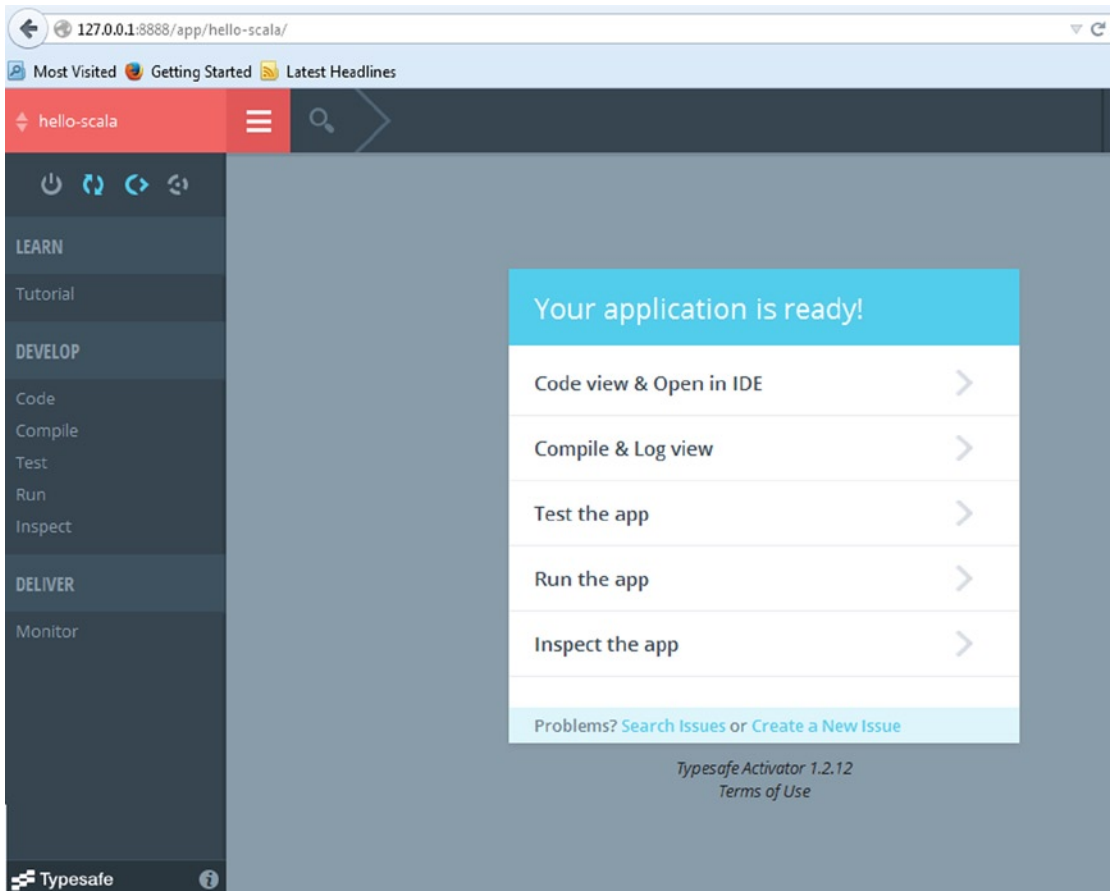 127.0.0.1:8888/app/hello-scala/
Most Visited Getting Started Latest Headlines
hello-scala
LEARN
Tutorial
DEVELOP
Code
Compile
Test
Run
Inspect
DELIVER
Monitor
Typesafe
Your application is ready!
Code view & Open in IDE
Compile & Log view
Test the app
Run the app
Inspect the app
Problems? Search Issues or Create a New Issue
Typesafe Activator 1.2.12
Terms of Use